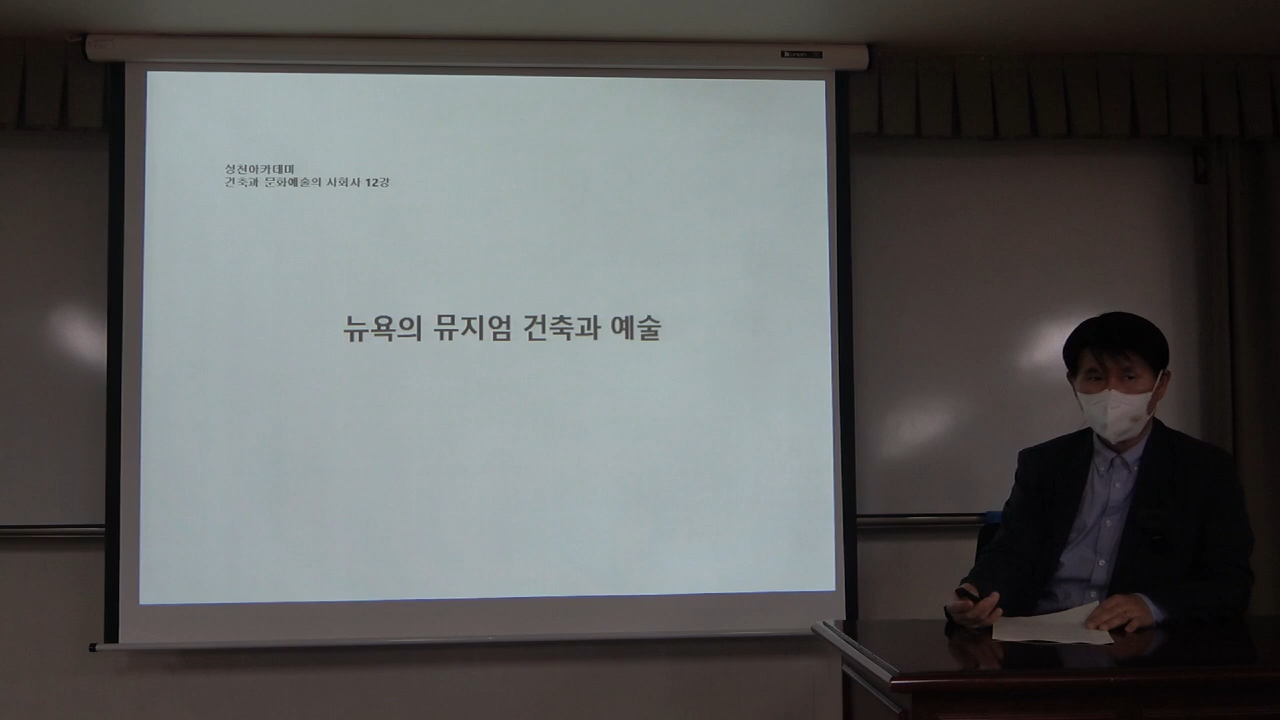 성천아카데미
건축과 문화예술의 사회사 12강
뉴욕의 뮤지엄 건축과 예술